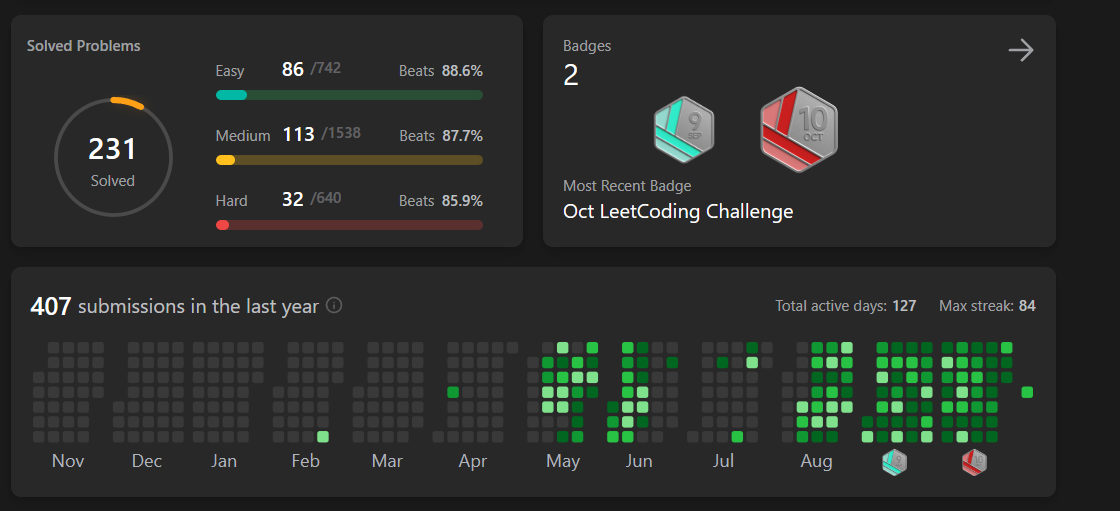 Solved Problems
231
Solved
Easy 86 /742 Beats 88.6%
Medium 113 /1538 Beats 87.7%
Hard 32 /640 Beats 85.9%
Badges
2
9
SEP
10
OCT
Most Recent Badge
Oct LeetCoding Challenge
407 submissions in the last year
Total active days: 127 Max streak: 84
Nov Dec Jan Feb Mar Apr May Jun Jul Aug